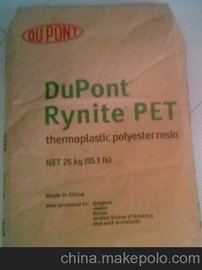 DUPONT
DuPont
Rynite PET
thermoplastic polyester resin
NET 25 kg (55.1 lb)
Made in China
Also produced in: Belgium
Japan
Korea
United States of America
and sold worldwide
china.makepolo.com